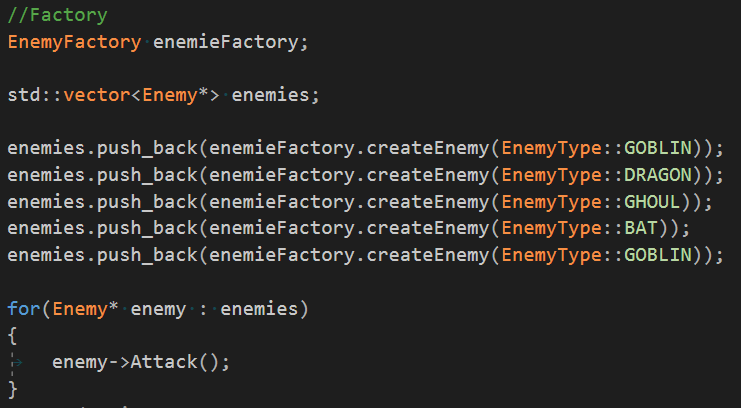 //Factory
EnemyFactory enemieFactory;
std::vector<Enemy*> enemies;
enemies.push_back(enemieFactory.createEnemy(EnemyType::GOBLIN));
enemies.push_back(enemieFactory.createEnemy(EnemyType::DRAGON));
enemies.push_back(enemieFactory.createEnemy(EnemyType::GHOUL));
enemies.push_back(enemieFactory.createEnemy(EnemyType::BAT));
enemies.push_back(enemieFactory.createEnemy(EnemyType::GOBLIN));
for(Enemy* enemy : enemies)
{
    enemy->Attack();
}